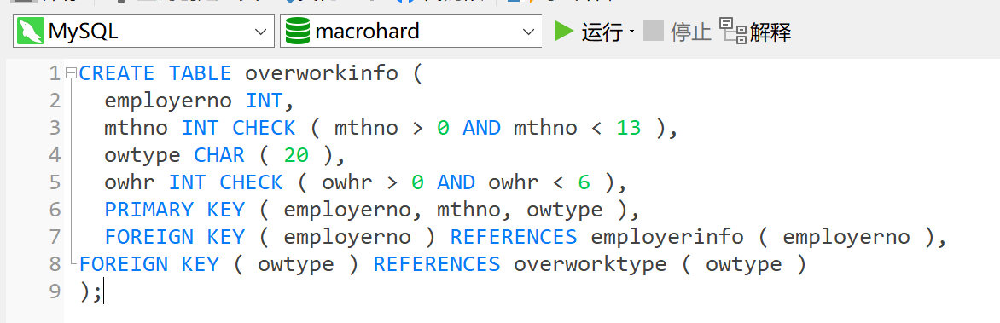 MySQL macrohard 运行 停止 解释
1 CREATE TABLE overworkinfo (
2 employerno INT,
3 mthno INT CHECK ( mthno > 0 AND mthno < 13 ),
4 owtype CHAR ( 20 ),
5 owhr INT CHECK ( owhr > 0 AND owhr < 6 ),
6 PRIMARY KEY ( employerno, mthno, owtype ),
7 FOREIGN KEY ( employerno ) REFERENCES employerinfo ( employerno ),
8 FOREIGN KEY ( owtype ) REFERENCES overworktype ( owtype )
9 );